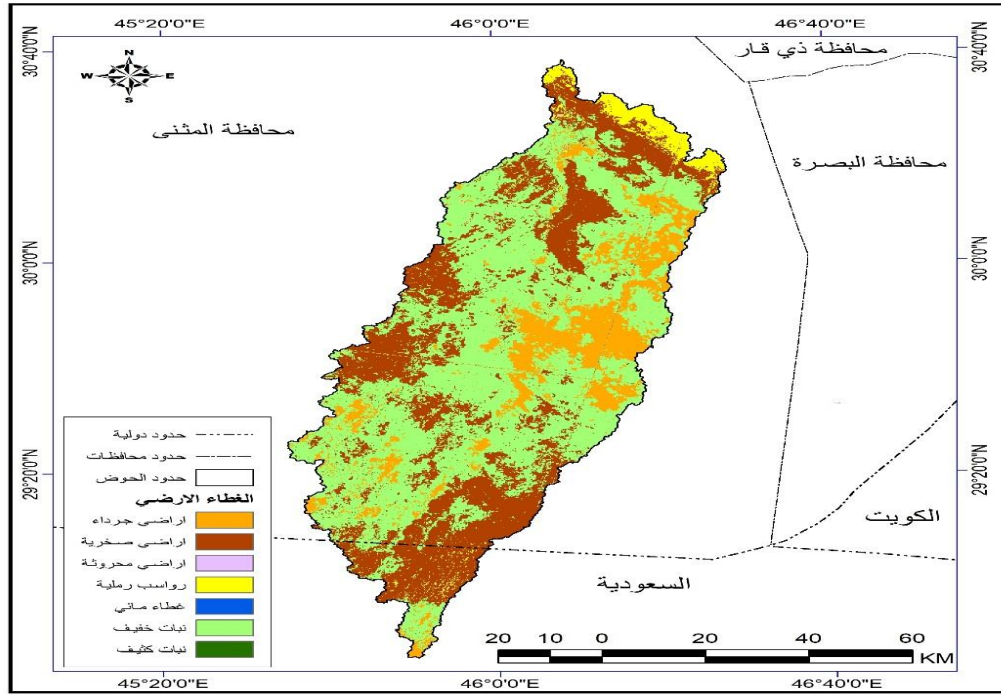 45°20'0"E 46°0'0"E 46°40'0"E
30°40'0"N 30°40'0"N
N
W E
S
محافظة ذي قار
محافظة المثنى
محافظة البصرة
30°0'0"N 30°0'0"N
حدود دولية
حدود محافظات
حدود الحوض
الغطاء الارضي
اراضي جرداء
اراضي صخرية
اراضي محروثة
رواسب رملية
غطاء مائي
نبات خفيف
نبات كثيف
29°20'0"N 29°20'0"N
الكويت
السعودية
20 10 0 20 40 60
KM
45°20'0"E 46°0'0"E 46°40'0"E